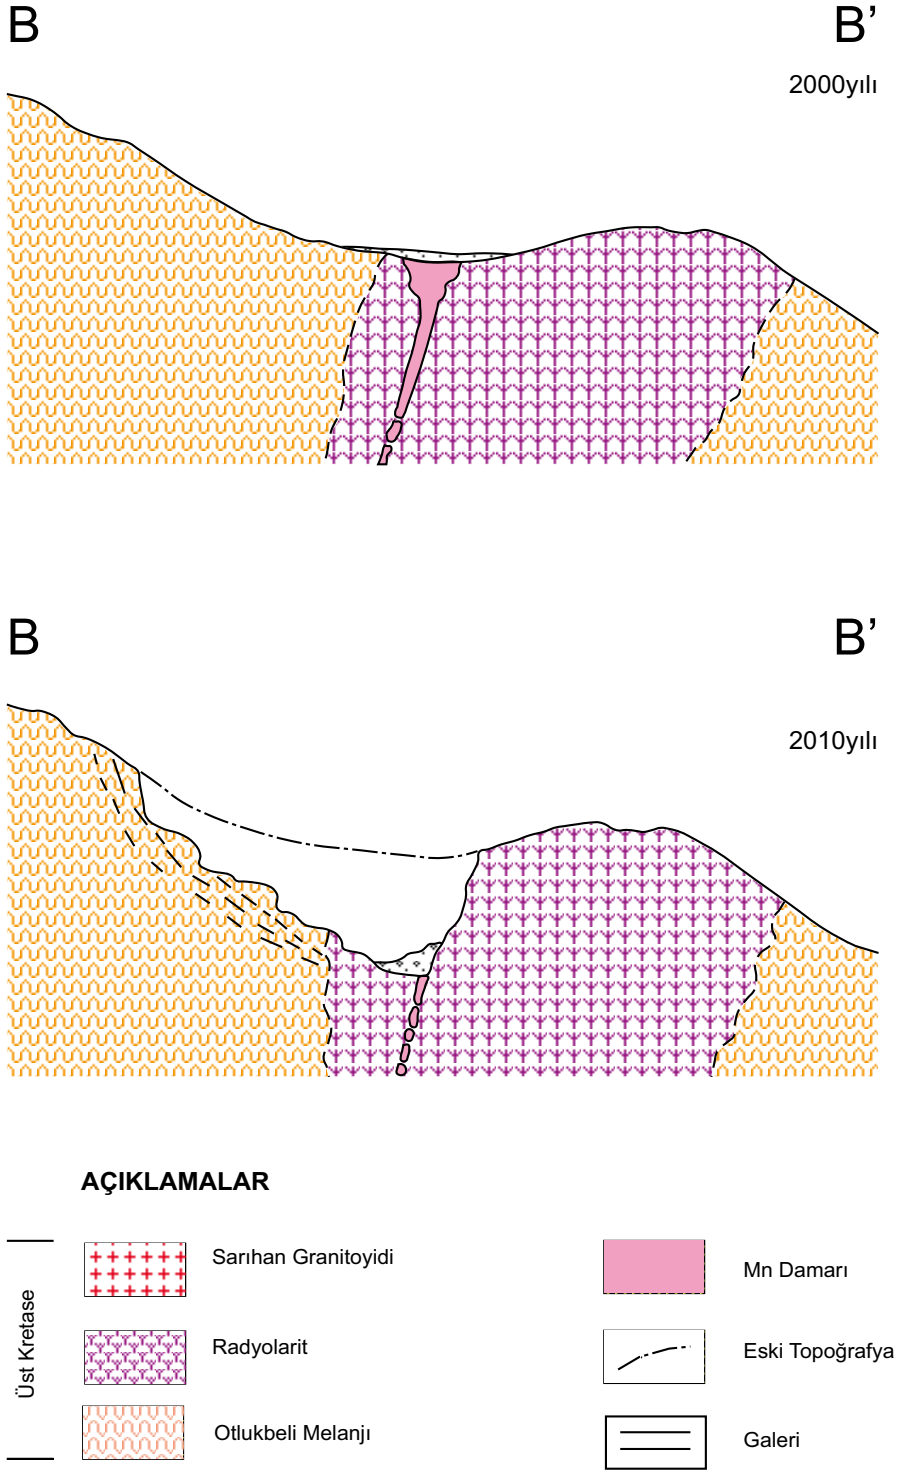 B B’
2000yılı
B B’
2010yılı
AÇIKLAMALAR
Üst Kretase
Sarıhan Granitoyidi
Radyolarit
Otlukbeli Melanjı
Mn Damarı
Eski Topoğrafya
Galeri